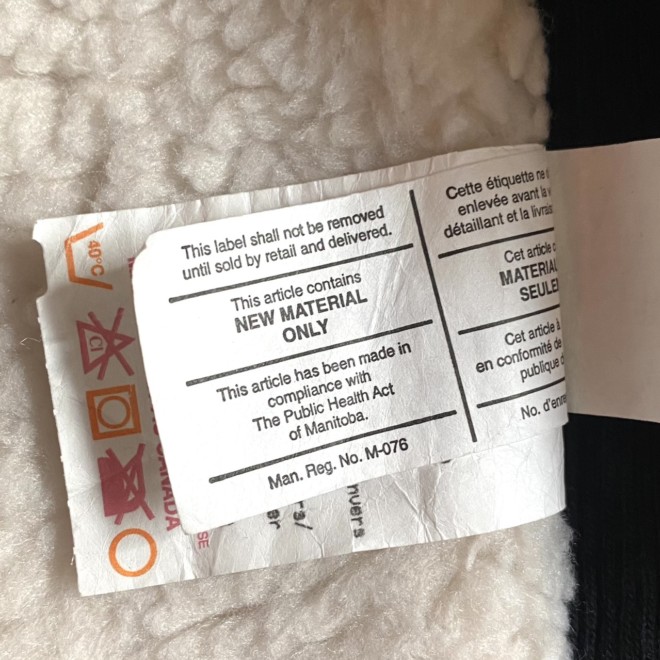 This label shall not be removed
until sold by retail and delivered.
This article contains
NEW MATERIAL
ONLY
This article has been made in
compliance with
The Public Health Act
of Manitoba.
Man. Reg. No. M-076
Cette étiquette ne
enlevée avant la
détaillant et la
Cet article
SEULE
Cet article
en conformité de
publique
No.
40°C
Cl
CANADA